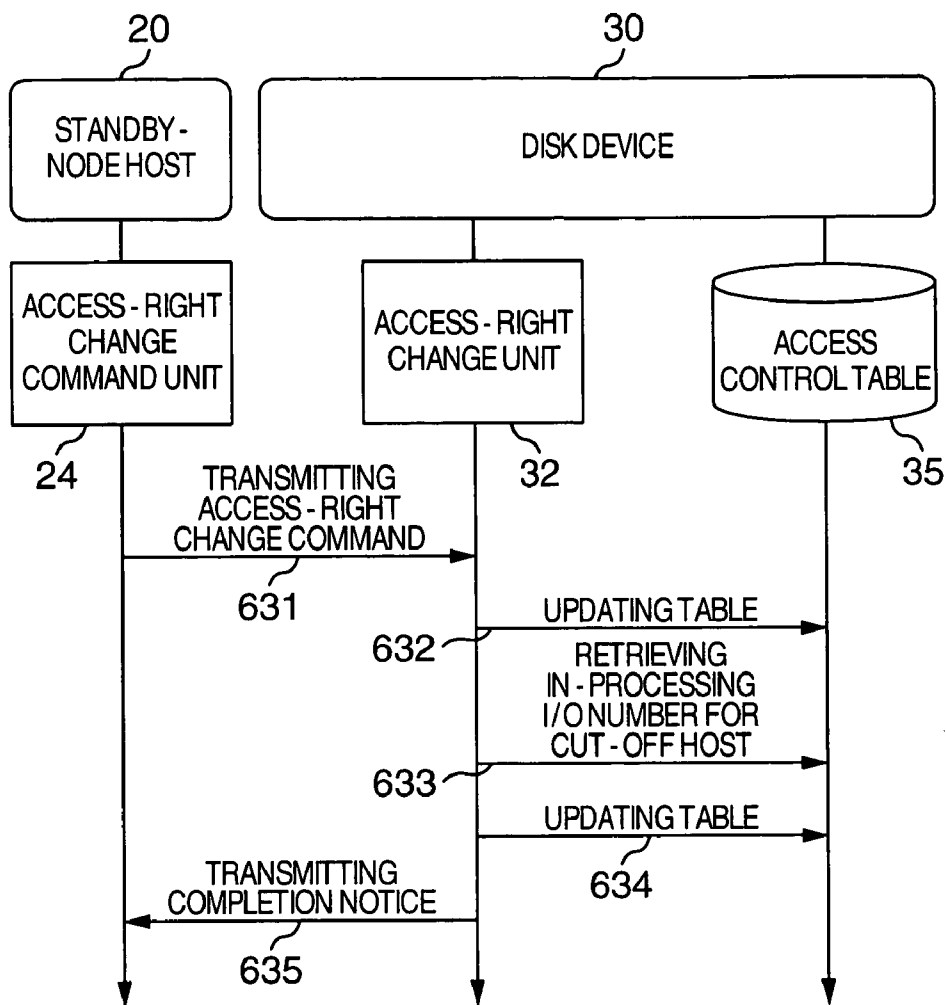 20
30
STANDBY-
NODE HOST
DISK DEVICE
ACCESS-RIGHT
CHANGE
COMMAND UNIT
ACCESS-RIGHT
CHANGE UNIT
ACCESS
CONTROL TABLE
24
32
35
TRANSMITTING
ACCESS-RIGHT
CHANGE COMMAND
631
UPDATING TABLE
632
RETRIEVING
IN-PROCESSING
I/O NUMBER FOR
CUT-OFF HOST
633
UPDATING TABLE
634
TRANSMITTING
COMPLETION NOTICE
635